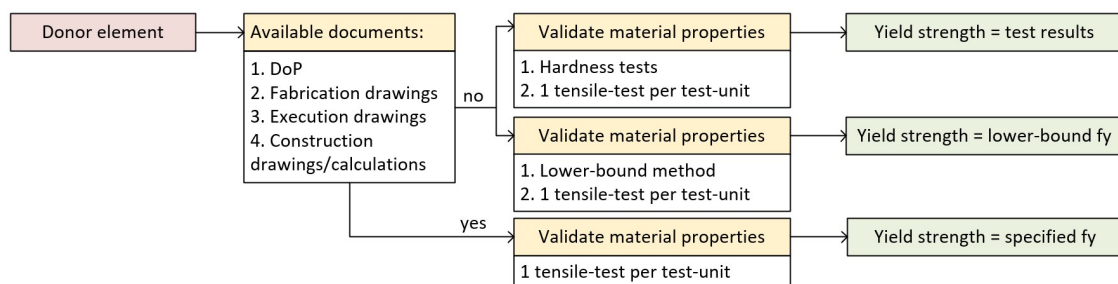 Donor element
Available documents:
1. DoP
2. Fabrication drawings
3. Execution drawings
4. Construction
drawings/calculations
no
Validate material properties
1. Hardness tests
2. 1 tensile-test per test-unit
Yield strength = test results
Validate material properties
1. Lower-bound method
2. 1 tensile-test per test-unit
Yield strength = lower-bound fy
yes
Validate material properties
1 tensile-test per test-unit
Yield strength = specified fy